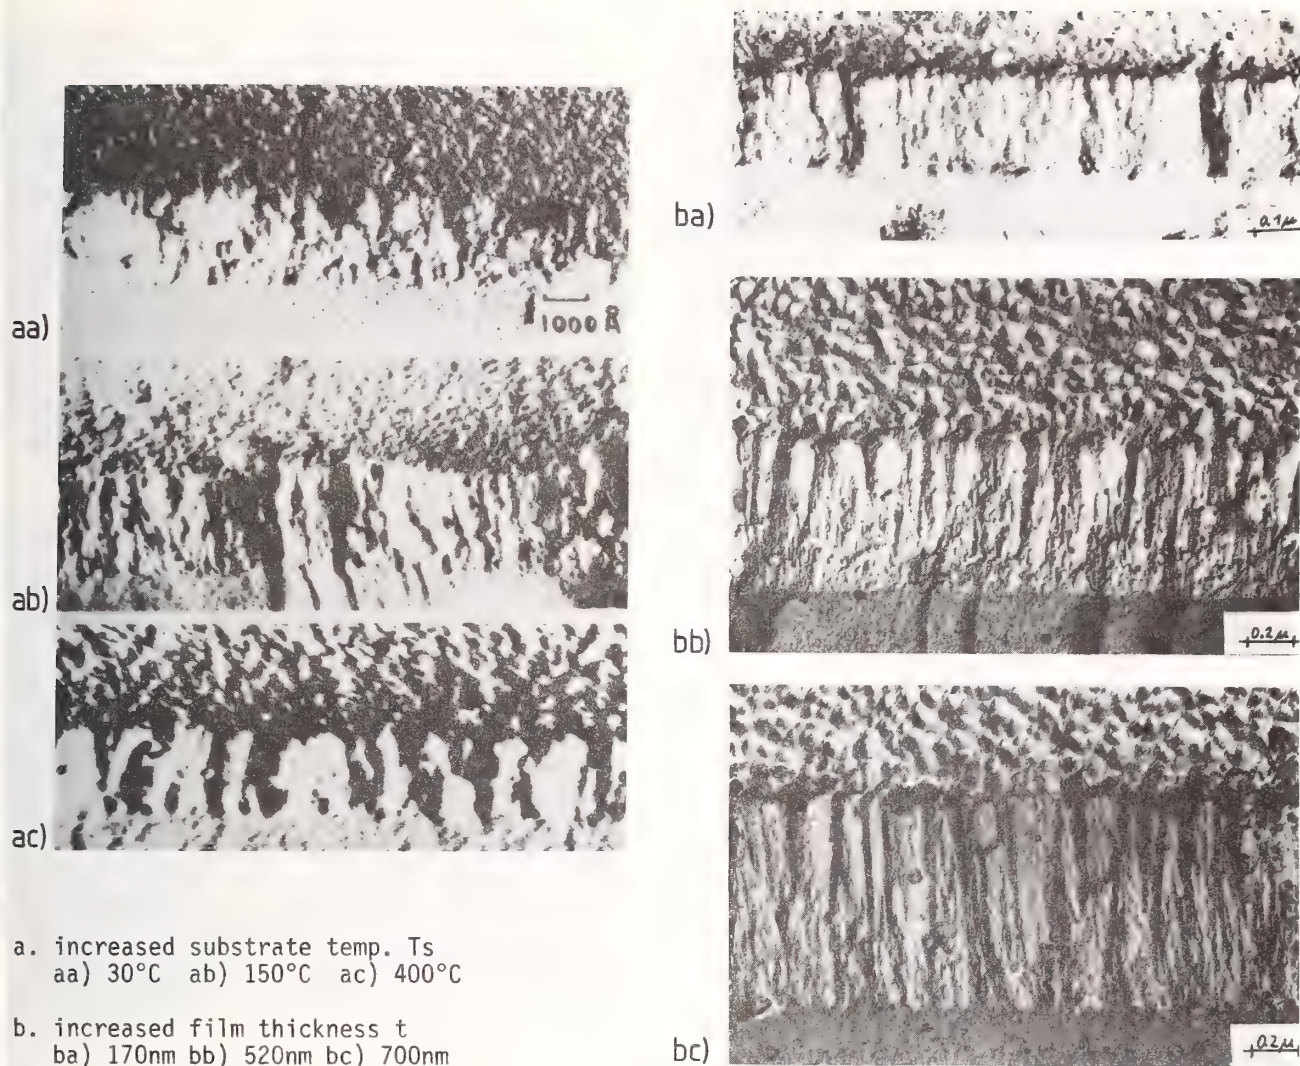 aa)
1000 Å
ab)
ac)
a. increased substrate temp. Ts
aa) 30°C ab) 150°C ac) 400°C
b. increased film thickness t
ba) 170nm bb) 520nm bc) 700nm
ba)
0.1μ
bb)
0.2μ
bc)
0.2μ